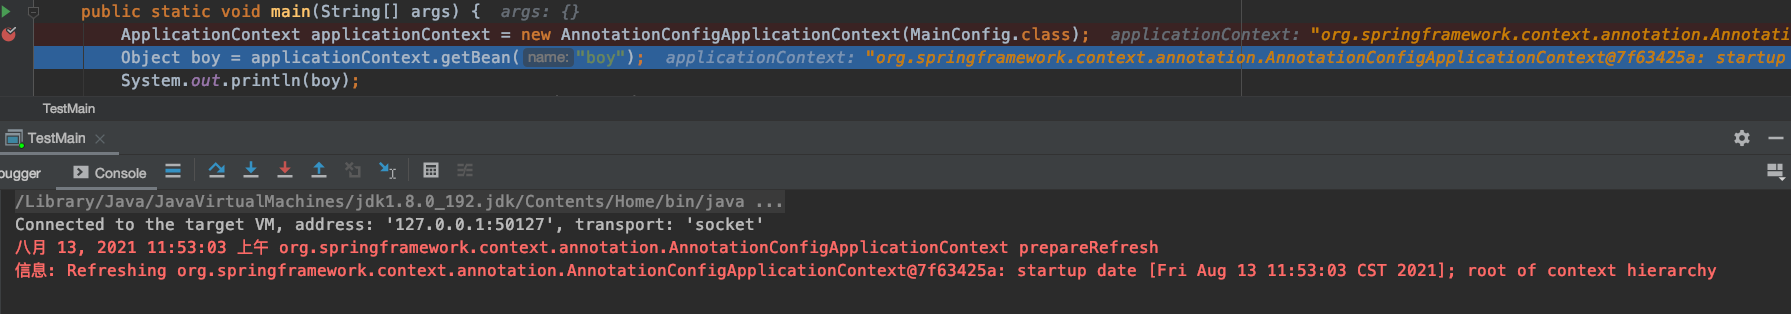 public static void main(String[] args) {  args: {}
ApplicationContext applicationContext = new AnnotationConfigApplicationContext(MainConfig.class);  applicationContext: "org.springframework.context.annotation.Annotati
Object boy = applicationContext.getBean( name: "boy");  applicationContext: "org.springframework.context.annotation.AnnotationConfigApplicationContext@7f63425a: startup
System.out.println(boy);
TestMain
TestMain
bugger Console
/Library/Java/JavaVirtualMachines/jdk1.8.0_192.jdk/Contents/Home/bin/java ...
Connected to the target VM, address: '127.0.0.1:50127', transport: 'socket'
八月 13, 2021 11:53:03 上午 org.springframework.context.annotation.AnnotationConfigApplicationContext prepareRefresh
信息: Refreshing org.springframework.context.annotation.AnnotationConfigApplicationContext@7f63425a: startup date [Fri Aug 13 11:53:03 CST 2021]; root of context hierarchy